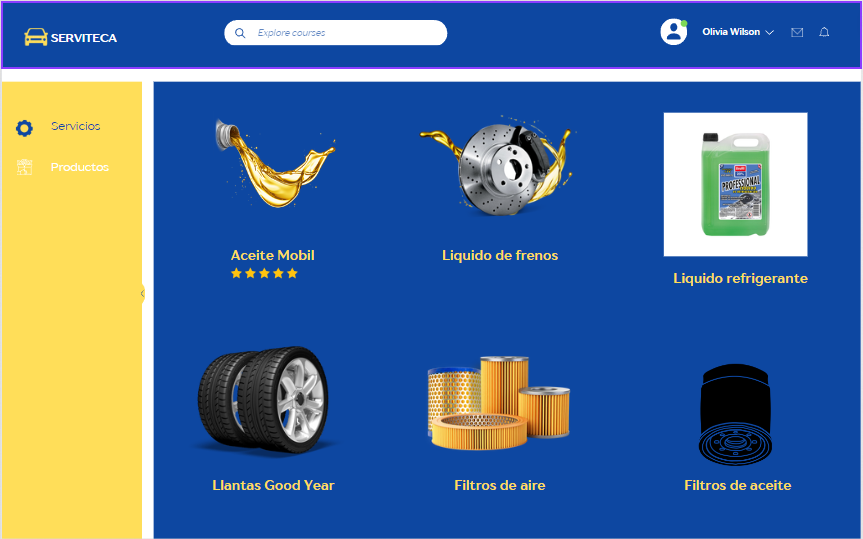 SERVITECA
Explore courses
Olivia Wilson
Servicios
Productos
Aceite Mobil
Liquido de frenos
PROFESSIONAL
Liquido refrigerante
Llantas Good Year
Filtros de aire
Filtros de aceite